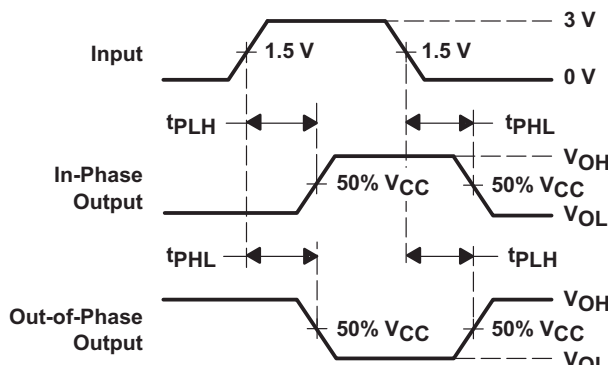 3 V
Input
1.5 V
1.5 V
0 V
tPLH
tPHL
VOH
In-Phase
Output
50% VCC
50% VCC
VOL
tPHL
tPLH
VOH
Out-of-Phase
Output
50% VCC
50% VCC
VOL